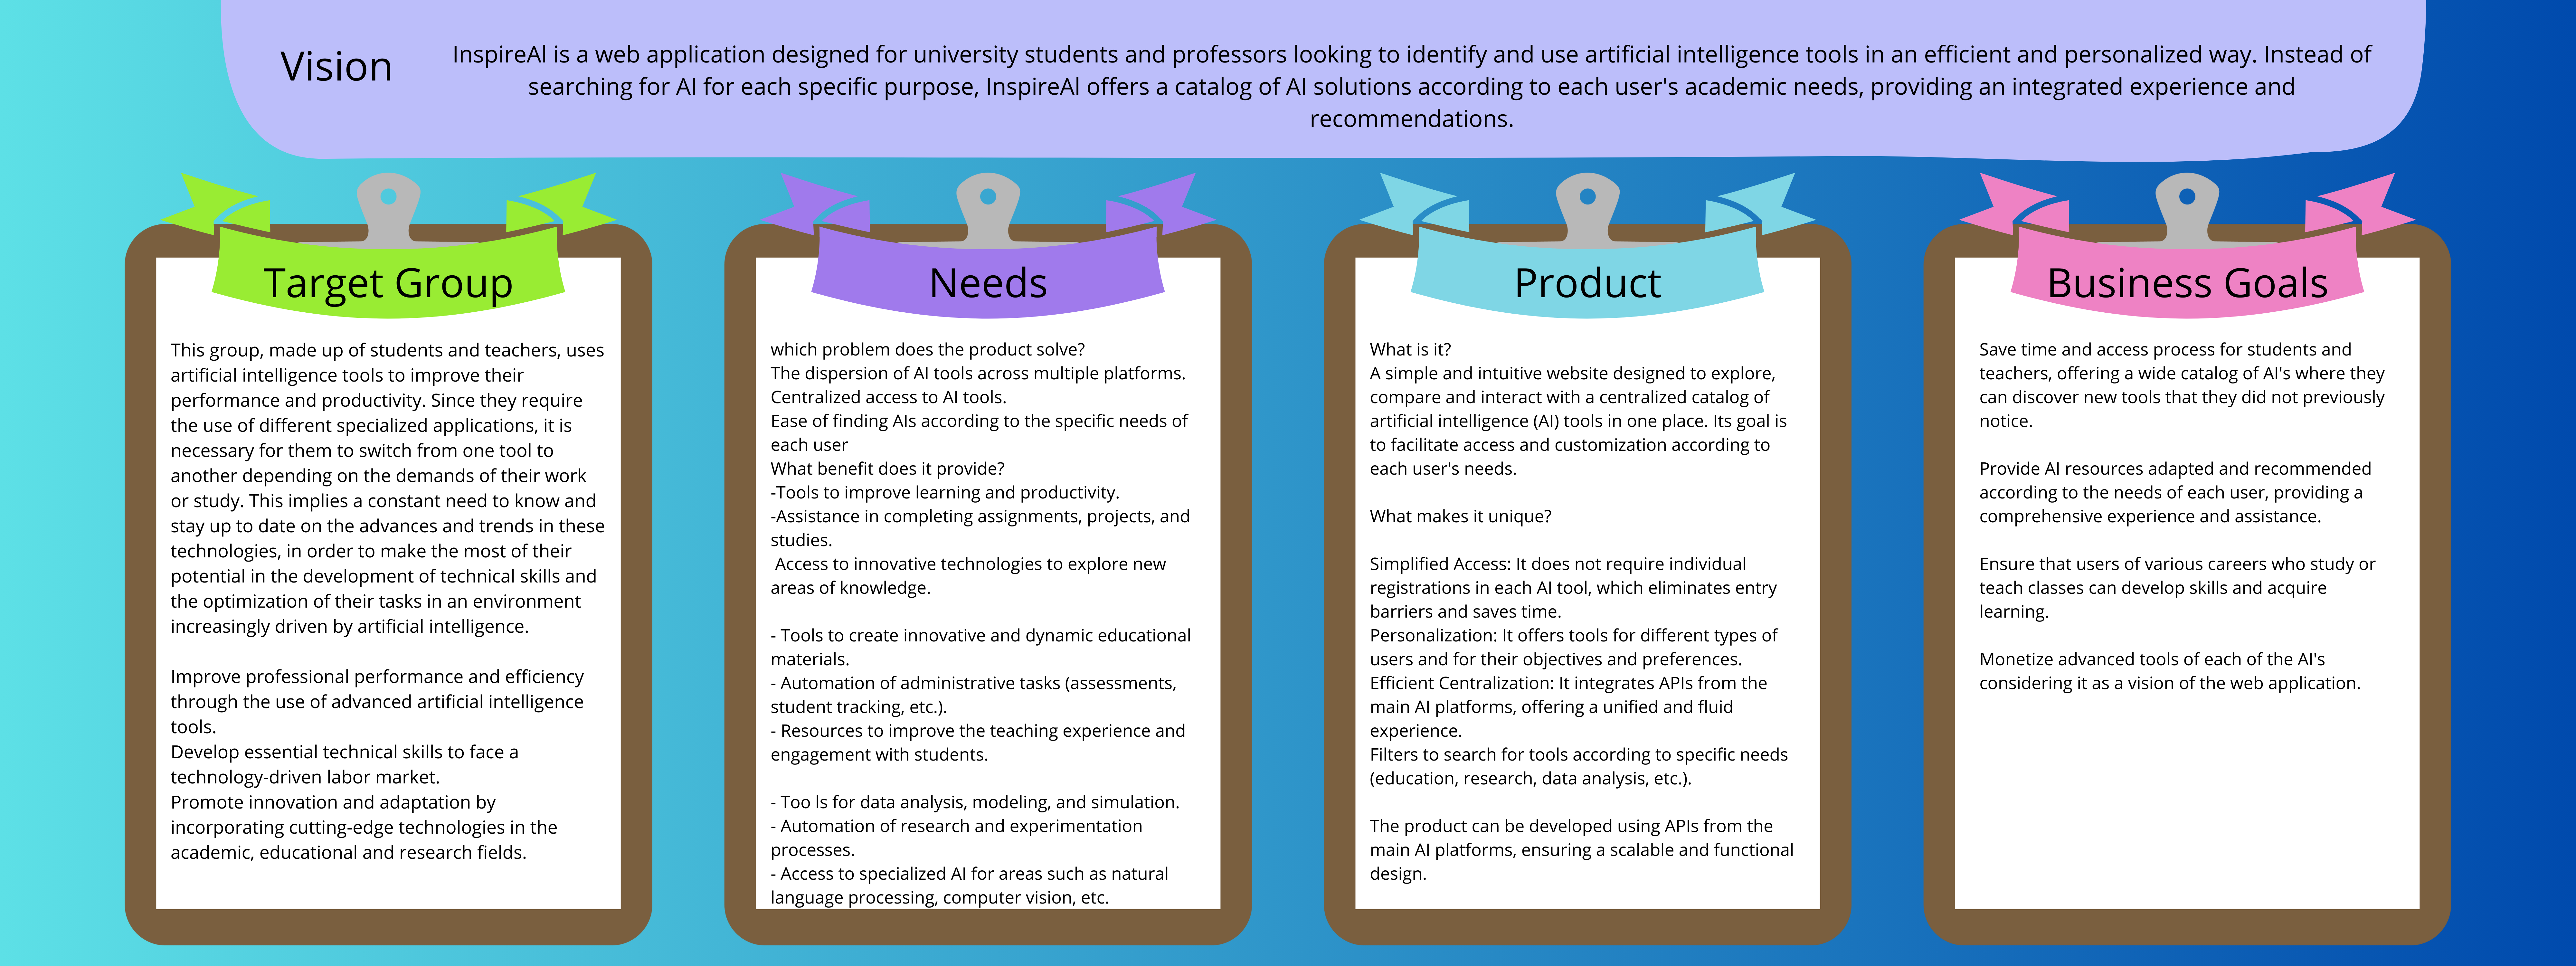 Vision
InspireAI is a web application designed for university students and professors looking to identify and use artificial intelligence tools in an efficient and personalized way. Instead of
searching for AI for each specific purpose, InspireAI offers a catalog of AI solutions according to each user's academic needs, providing an integrated experience and
recommendations.
Target Group
This group, made up of students and teachers, uses
artificial intelligence tools to improve their
performance and productivity. Since they require
the use of different specialized applications, it is
necessary for them to switch from one tool to
another depending on the demands of their work
or study. This implies a constant need to know and
stay up to date on the advances and trends in these
technologies, in order to make the most of their
potential in the development of technical skills and
the optimization of their tasks in an environment
increasingly driven by artificial intelligence.
Improve professional performance and efficiency
through the use of advanced artificial intelligence
tools.
Develop essential technical skills to face a
technology-driven labor market.
Promote innovation and adaptation by
incorporating cutting-edge technologies in the
academic, educational and research fields.
Needs
which problem does the product solve?
The dispersion of AI tools across multiple platforms.
Centralized access to AI tools.
Ease of finding AIs according to the specific needs of
each user
What benefit does it provide?
-Tools to improve learning and productivity.
-Assistance in completing assignments, projects, and
studies.
Access to innovative technologies to explore new
areas of knowledge.
- Tools to create innovative and dynamic educational
materials.
- Automation of administrative tasks (assessments,
student tracking, etc.).
- Resources to improve the teaching experience and
engagement with students.
- Too ls for data analysis, modeling, and simulation.
- Automation of research and experimentation
processes.
- Access to specialized AI for areas such as natural
language processing, computer vision, etc.
Product
What is it?
A simple and intuitive website designed to explore,
compare and interact with a centralized catalog of
artificial intelligence (AI) tools in one place. Its goal is
to facilitate access and customization according to
each user's needs.
What makes it unique?
Simplified Access: It does not require individual
registrations in each AI tool, which eliminates entry
barriers and saves time.
Personalization: It offers tools for different types of
users and for their objectives and preferences.
Efficient Centralization: It integrates APIs from the
main AI platforms, offering a unified and fluid
experience.
Filters to search for tools according to specific needs
(education, research, data analysis, etc.).
The product can be developed using APIs from the
main AI platforms, ensuring a scalable and functional
design.
Business Goals
Save time and access process for students and
teachers, offering a wide catalog of AI's where they
can discover new tools that they did not previously
notice.
Provide AI resources adapted and recommended
according to the needs of each user, providing a
comprehensive experience and assistance.
Ensure that users of various careers who study or
teach classes can develop skills and acquire
learning.
Monetize advanced tools of each of the AI's
considering it as a vision of the web application.